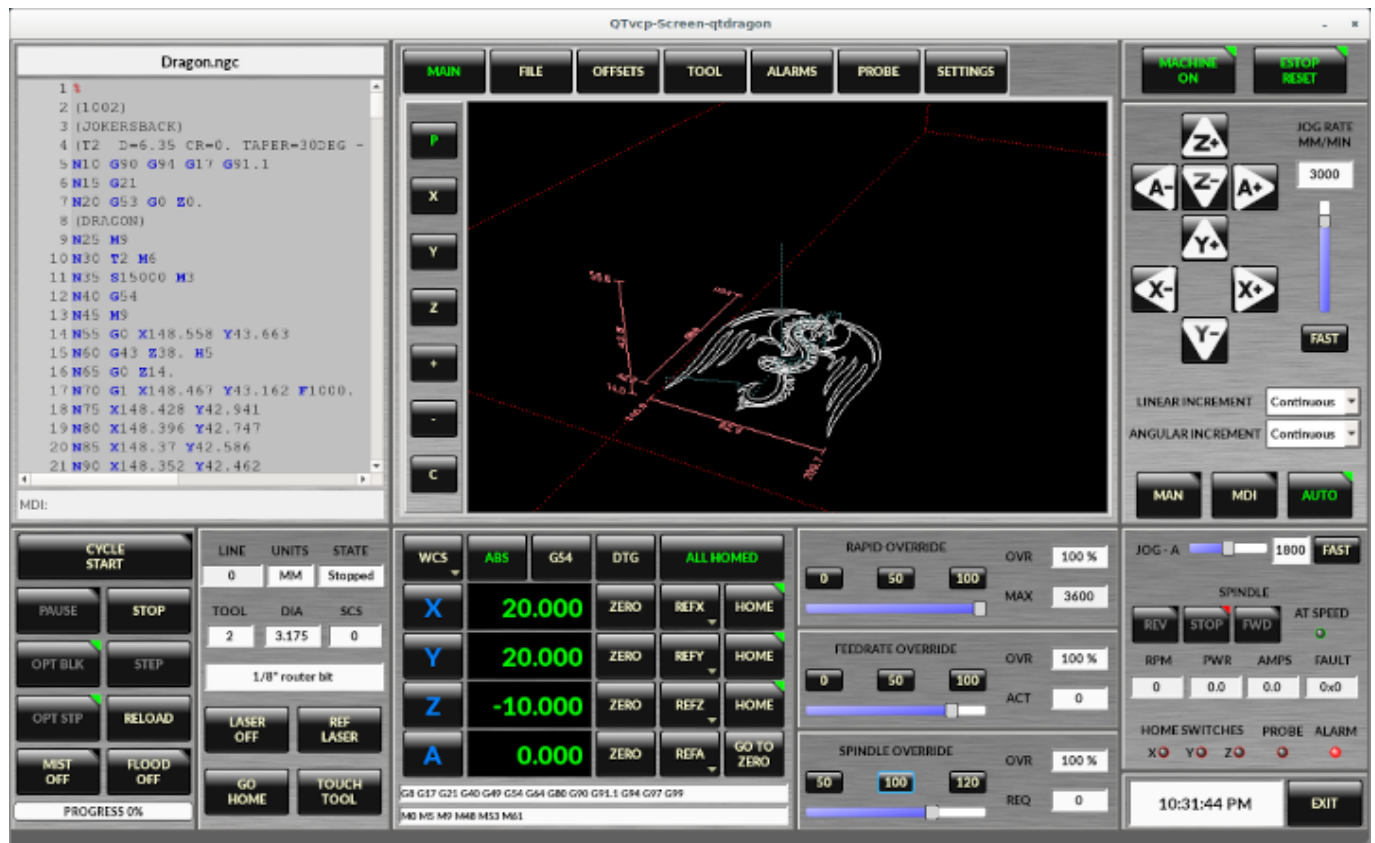 QTvcp-Screen-qtdragon
Dragon.ngc
1 %
2 (1002)
3 (JOKERSBACK)
4 (T2 D=6.35 CR=0. TAPER=30DEG -
5 N10 G90 G94 G17 G91.1
6 N15 G21
7 N20 G53 G0 Z0.
8 (DRAGON)
9 N25 M9
10 N30 T2 M6
11 N35 S15000 M3
12 N40 G54
13 N45 M9
14 N55 G0 X148.558 Y43.663
15 N60 G43 Z38. H5
16 N65 G0 Z14.
17 N70 G1 X148.467 Y43.162 F1000.
18 N75 X148.428 Y42.941
19 N80 X148.396 Y42.747
20 N85 X148.37 Y42.586
21 N90 X148.352 Y42.462
MDI:
MAIN FILE OFFSETS TOOL ALARMS PROBE SETTINGS
P
X
Y
Z
+
-
C
MACHINE ON
ESTOP RESET
JOG RATE
MM/MIN
3000
Z+
A- Z- A+
Y+
X- X+
Y-
FAST
LINEAR INCREMENT Continuous
ANGULAR INCREMENT Continuous
MAN MDI AUTO
CYCLE START
PAUSE STOP
OPT BLK STEP
OPT STP RELOAD
MIST OFF FLOOD OFF
PROGRESS 0%
LINE UNITS STATE
0 MM Stopped
TOOL DIA SCS
2 3.175 0
1/8" router bit
LASER OFF REF LASER
GO HOME TOUCH TOOL
WCS ABS G54 DTG ALL HOMED
X 20.000 ZERO REFX HOME
Y 20.000 ZERO REFY HOME
Z -10.000 ZERO REFZ HOME
A 0.000 ZERO REFA GO TO ZERO
G8 G17 G21 G40 G49 G54 G64 G80 G90 G91.1 G94 G97 G99
M0 M5 M9 M48 M53 M61
RAPID OVERRIDE
OVR 100 %
0 50 100
MAX 3600
FEEDRATE OVERRIDE
OVR 100 %
0 50 100
ACT 0
SPINDLE OVERRIDE
OVR 100 %
50 100 120
REQ 0
JOG - A 1800 FAST
SPINDLE
REV STOP FWD AT SPEED
RPM PWR AMPS FAULT
0 0.0 0.0 0x0
HOME SWITCHES PROBE ALARM
X Y Z
10:31:44 PM EXIT